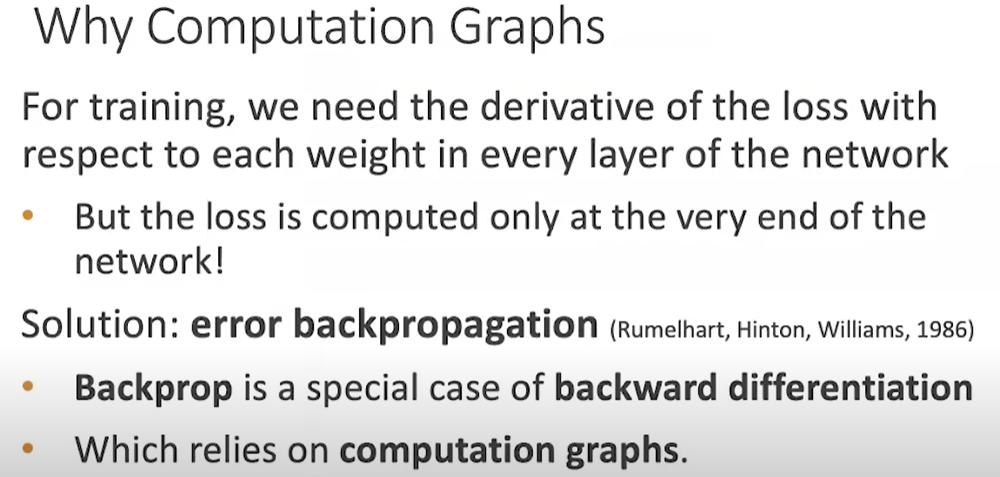 Why Computation Graphs
For training, we need the derivative of the loss with
respect to each weight in every layer of the network
• But the loss is computed only at the very end of the
network!
Solution: error backpropagation (Rumelhart, Hinton, Williams, 1986)
• Backprop is a special case of backward differentiation
• Which relies on computation graphs.